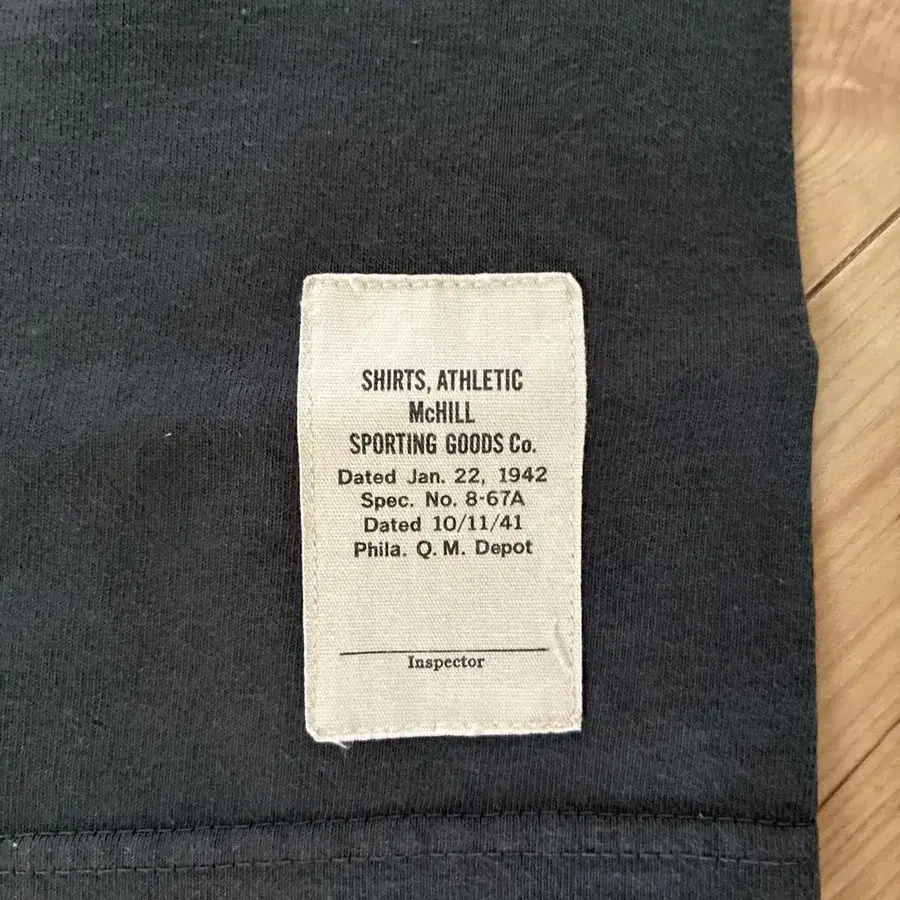 SHIRTS, ATHLETIC
McHILL
SPORTING GOODS Co.
Dated Jan. 22, 1942
Spec. No. 8-67A
Dated 10/11/41
Phila. Q. M. Depot
Inspector